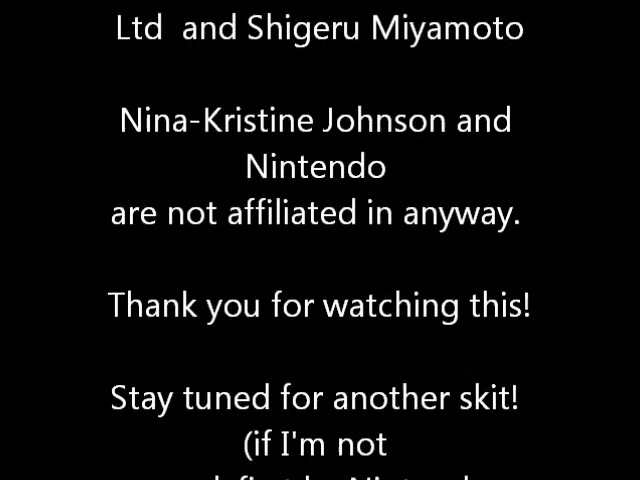 Ltd and Shigeru Miyamoto
Nina-Kristine Johnson and
Nintendo
are not affiliated in anyway.
Thank you for watching this!
Stay tuned for another skit!
(if I'm not